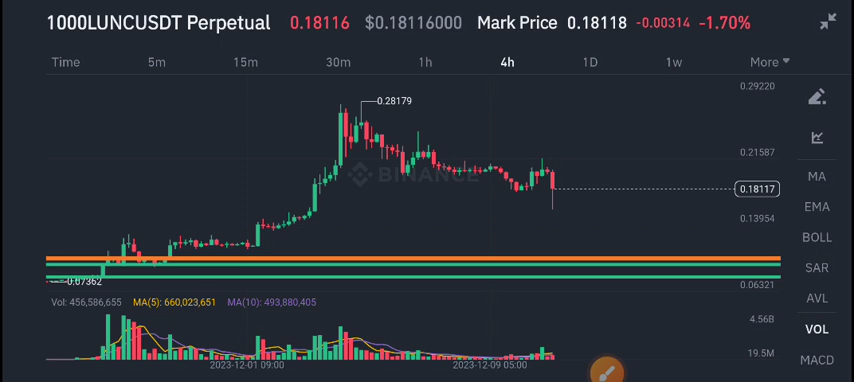 1000LUNCUSDT Perpetual 0.18116 $0.18116000 Mark Price 0.18118 -0.00314 -1.70%
Time 5m 15m 30m 1h 4h 1D 1w More
0.29220
0.28179
0.21587
BINANCE
MA
0.18117
EMA
0.13954
BOLL
SAR
0.07362
0.06321
Vol: 456,586,655 MA(5): 660,023,651 MA(10): 493,880,405
AVL
4.56B
VOL
19.5M
2023-12-01 09:00 2023-12-09 05:00
MACD